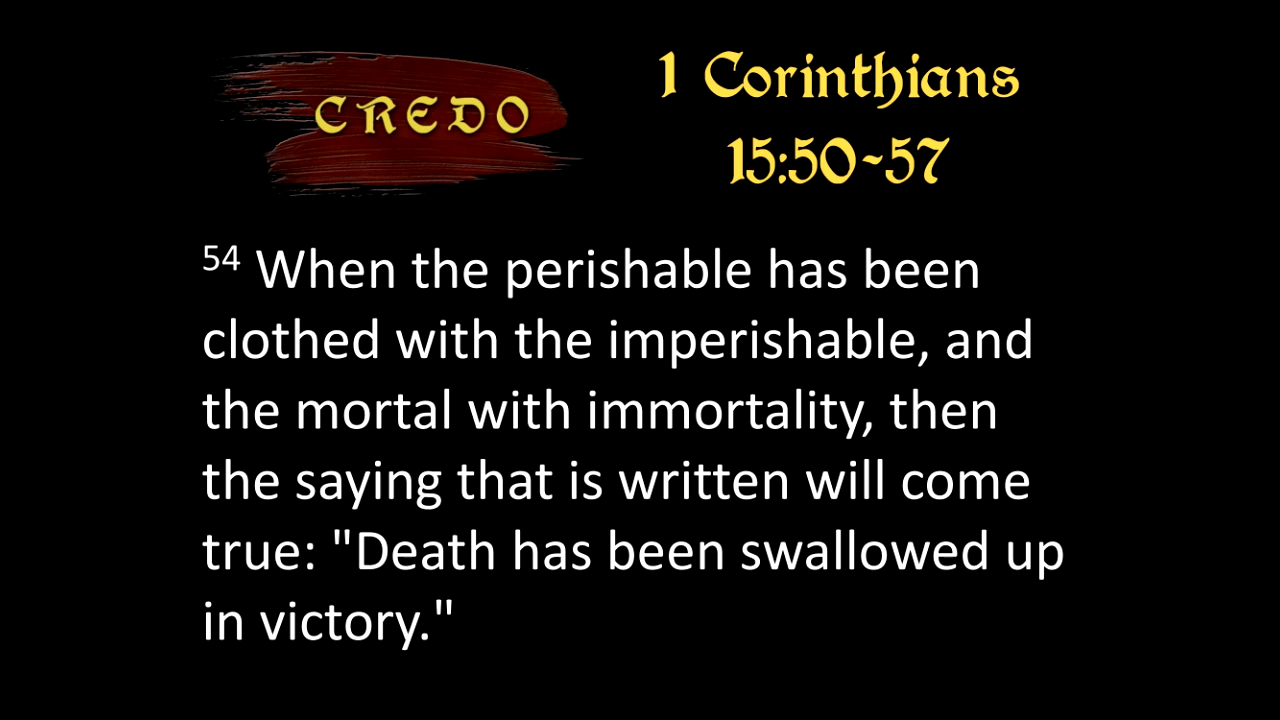 CREDO
1 Corinthians
15:50-57
54 When the perishable has been
clothed with the imperishable, and
the mortal with immortality, then
the saying that is written will come
true: "Death has been swallowed up
in victory."